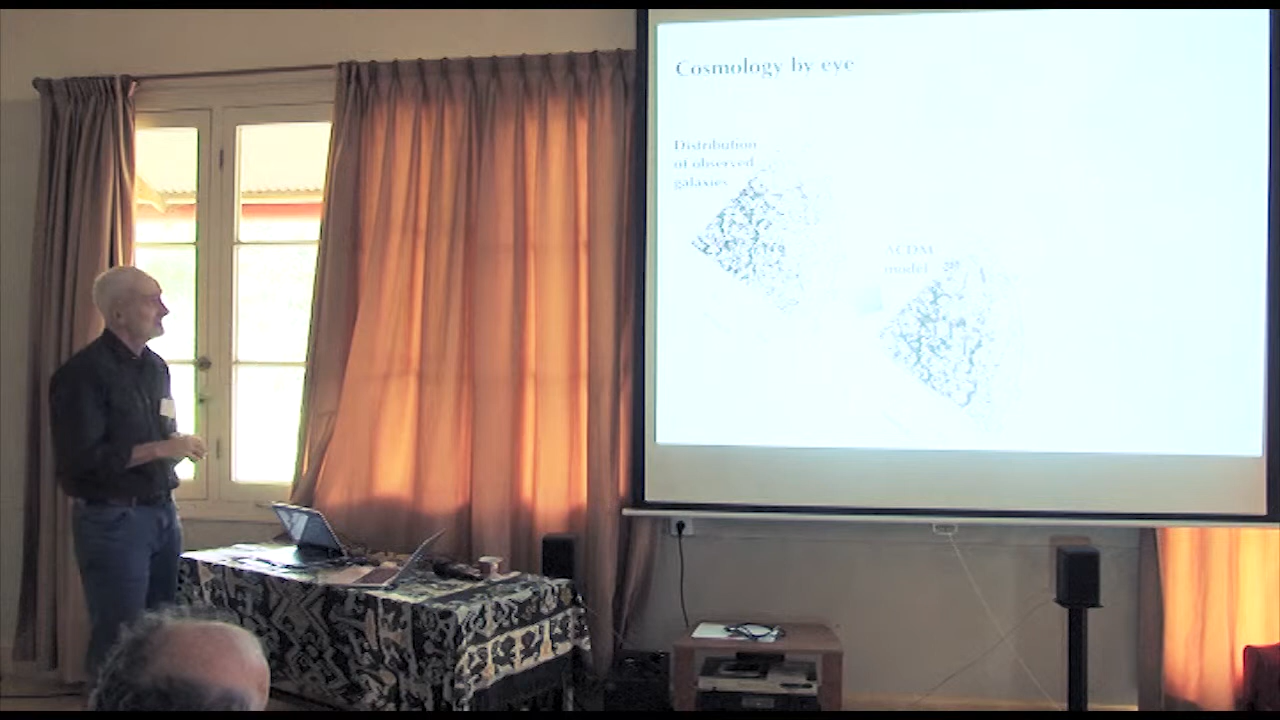 Cosmology by eye
Distribution
of observed
galaxies
ΛCDM
model